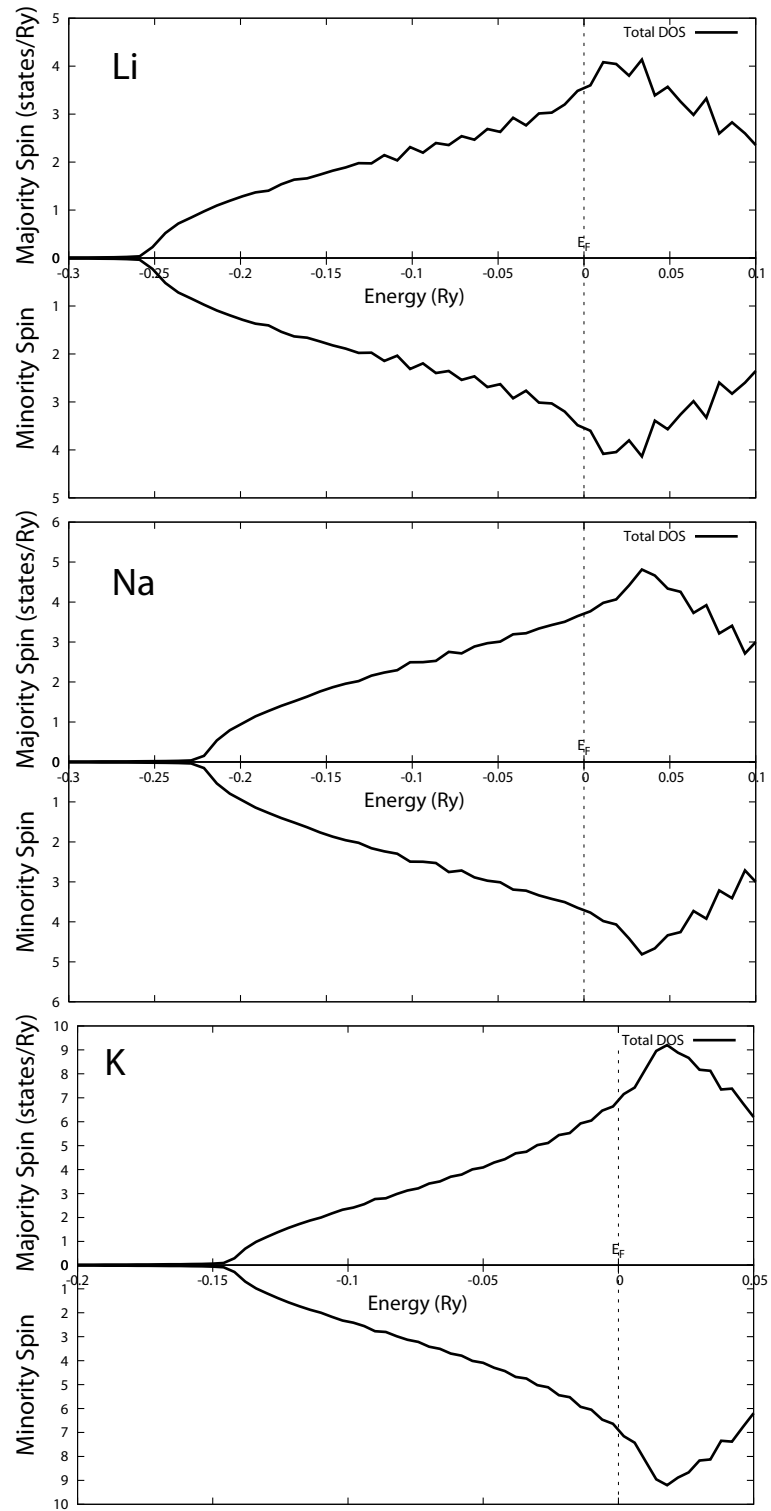 5
Total DOS
Li
4
3
2
1
0
Majority Spin (states/Ry)
E_F
-0.3 -0.25 -0.2 -0.15 -0.1 -0.05 0 0.05 0.1
Energy (Ry)
1
2
3
4
5
Minority Spin
6
Total DOS
Na
5
4
3
2
1
0
Majority Spin (states/Ry)
E_F
-0.3 -0.25 -0.2 -0.15 -0.1 -0.05 0 0.05 0.1
Energy (Ry)
1
2
3
4
5
6
Minority Spin
10
Total DOS
K
9
8
7
6
5
4
3
2
1
0
Majority Spin (states/Ry)
E_F
-0.2 -0.15 -0.1 -0.05 0 0.05
Energy (Ry)
1
2
3
4
5
6
7
8
9
10
Minority Spin